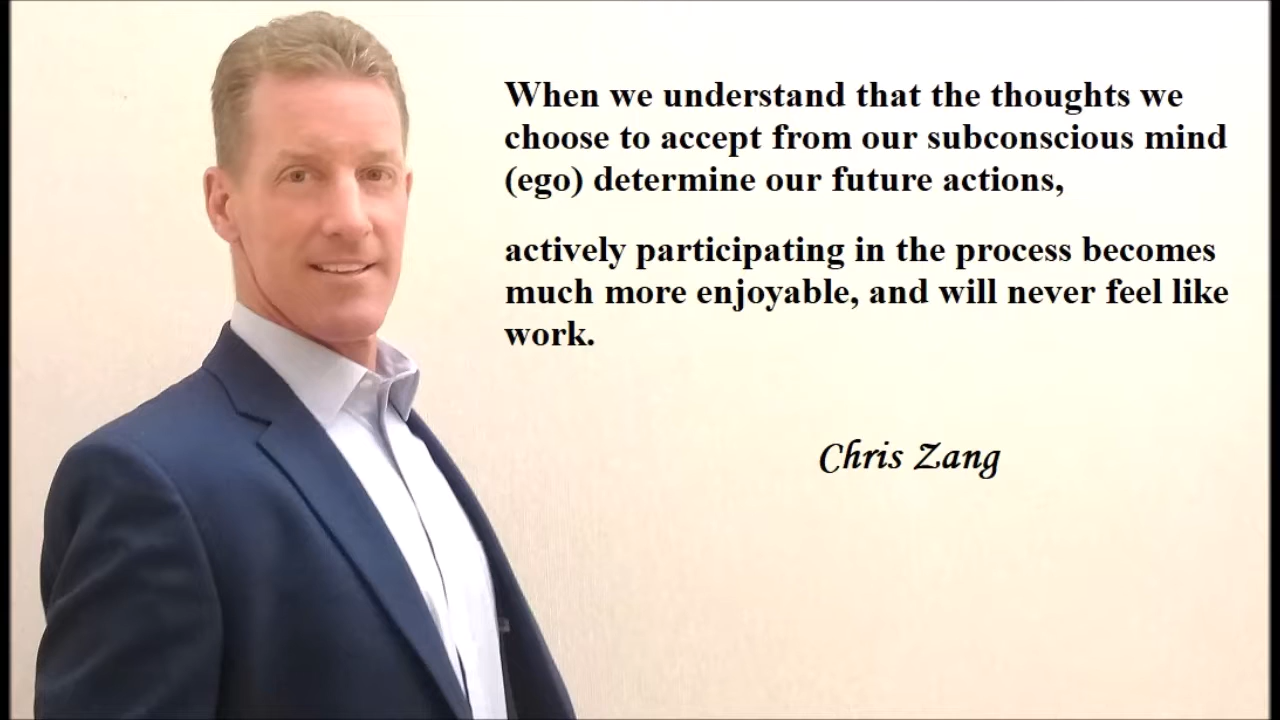 When we understand that the thoughts we
choose to accept from our subconscious mind
(ego) determine our future actions,
actively participating in the process becomes
much more enjoyable, and will never feel like
work.
Chris Zang